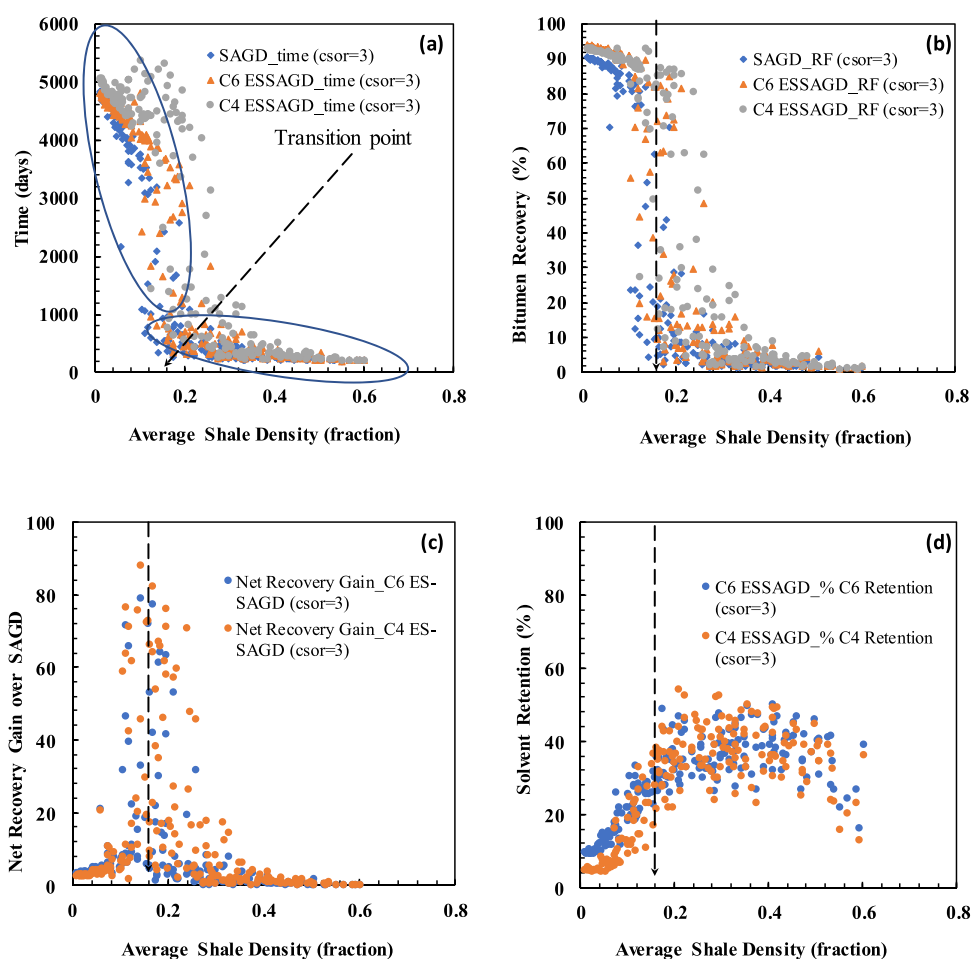 (a)
SAGD_time (csor=3)
C6 ESSAGD_time (csor=3)
C4 ESSAGD_time (csor=3)
Transition point
Time (days)
6000
5000
4000
3000
2000
1000
0
0 0.2 0.4 0.6 0.8
Average Shale Density (fraction)
(b)
SAGD_RF (csor=3)
C6 ESSAGD_RF (csor=3)
C4 ESSAGD_RF (csor=3)
Bitumen Recovery (%)
100
90
80
70
60
50
40
30
20
10
0
0 0.2 0.4 0.6 0.8
Average Shale Density (fraction)
(c)
Net Recovery Gain_C6 ES-
SAGD (csor=3)
Net Recovery Gain_C4 ES-
SAGD (csor=3)
Net Recovery Gain over SAGD
100
80
60
40
20
0
0 0.2 0.4 0.6 0.8
Average Shale Density (fraction)
(d)
C6 ESSAGD_% C6 Retention
(csor=3)
C4 ESSAGD_% C4 Retention
(csor=3)
Solvent Retention (%)
100
80
60
40
20
0
0 0.2 0.4 0.6 0.8
Average Shale Density (fraction)